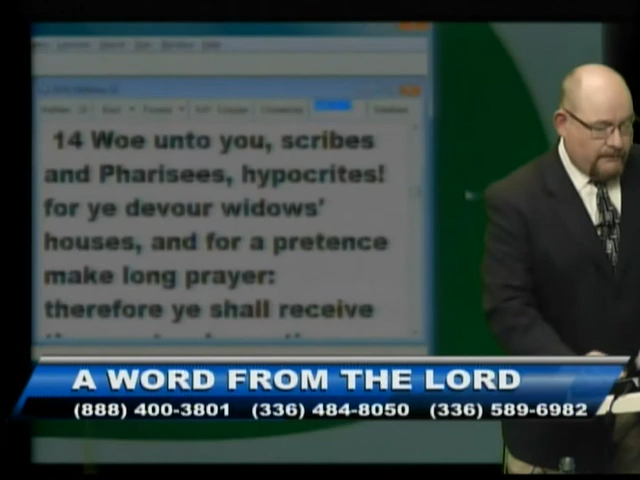 14 Woe unto you, scribes
and Pharisees, hypocrites!
for ye devour widows'
houses, and for a pretence
make long prayer:
therefore ye shall receive
A WORD FROM THE LORD
(888) 400-3801 (336) 484-8050 (336) 589-6982